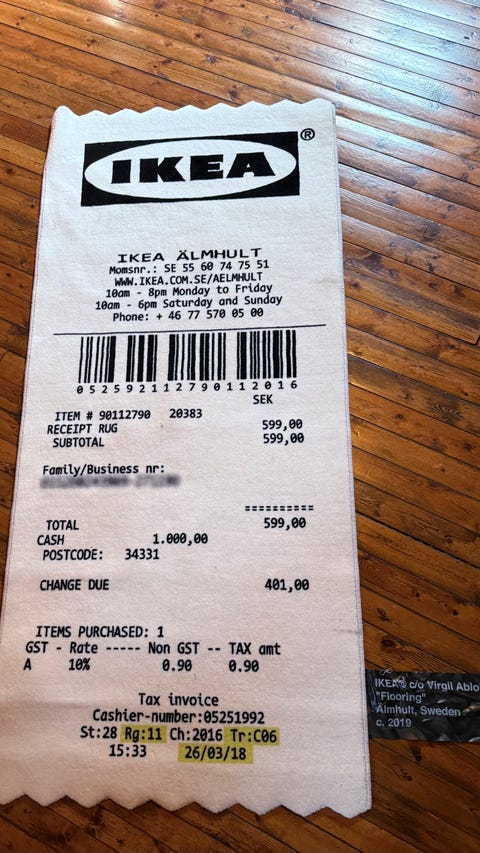 IKEA®
IKEA ÄLMHULT
Momsnr.: SE 55 60 74 75 51
WWW.IKEA.COM.SE/AELMHULT
10am - 8pm Monday to Friday
10am - 6pm Saturday and Sunday
Phone: + 46 77 570 05 00
052592112790112016
SEK
ITEM # 90112790 20383
RECEIPT RUG 599,00
SUBTOTAL 599,00
Family/Business nr:
==========
TOTAL 599,00
CASH 1.000,00
POSTCODE: 34331
CHANGE DUE 401,00
ITEMS PURCHASED: 1
GST - Rate ----- Non GST -- TAX amt
A 10% 0.90 0.90
Tax invoice
Cashier-number:05251992
St:28 Rg:11 Ch:2016 Tr:C06
15:33 26/03/18
IKEA® c/o Virgil Ablo
"Flooring"
Älmhult, Sweden
c. 2019